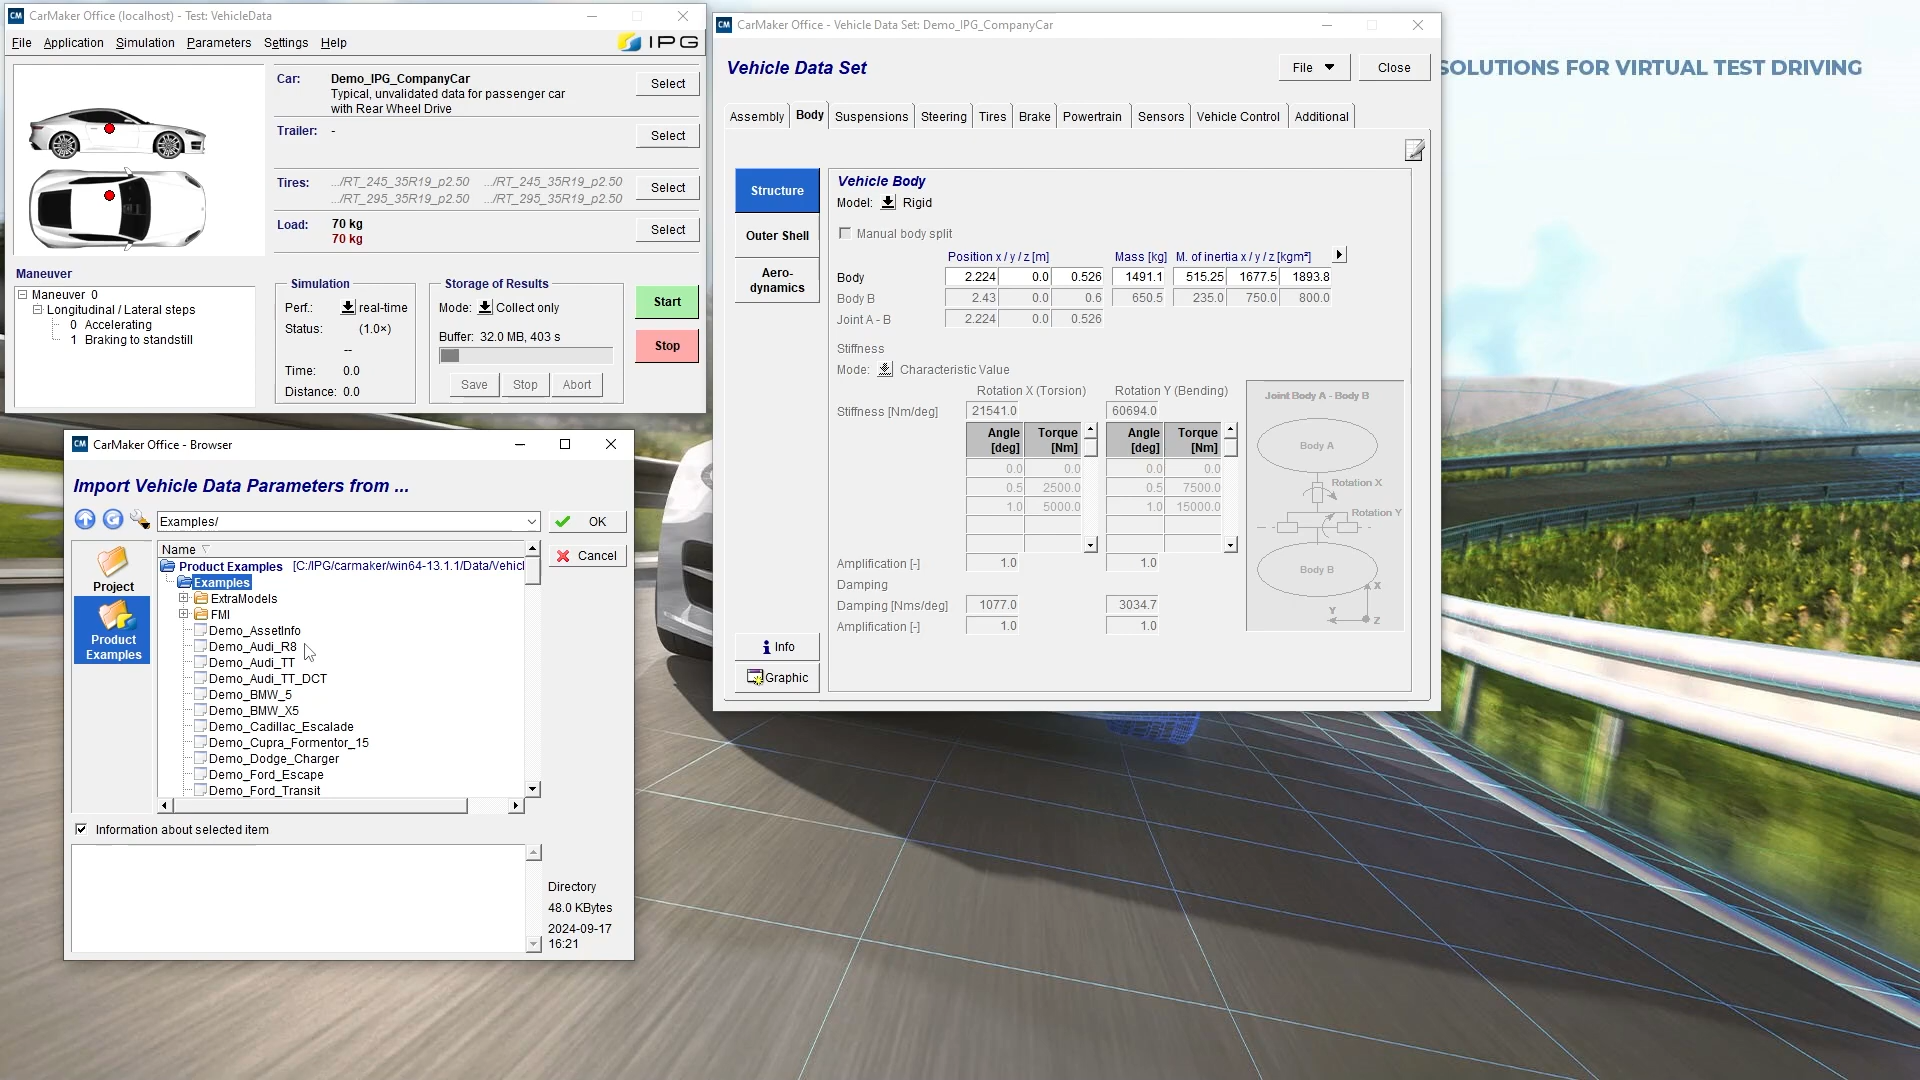 CM CarMaker Office (localhost) - Test: VehicleData
File Application Simulation Parameters Settings Help
IPG
Car: Demo_IPG_CompanyCar Select
Typical, unvalidated data for passenger car
with Rear Wheel Drive
Trailer: - Select
Tires: .../RT_245_35R19_p2.50 .../RT_245_35R19_p2.50 Select
.../RT_295_35R19_p2.50 .../RT_295_35R19_p2.50
Load: 70 kg Select
70 kg
Maneuver
Maneuver 0
Longitudinal / Lateral steps
0 Accelerating
1 Braking to standstill
Simulation
Perf.: real-time
Status: (1.0×)
--
Time: 0.0
Distance: 0.0
Storage of Results
Mode: Collect only
Buffer: 32.0 MB, 403 s
Save Stop Abort
Start
Stop
CM CarMaker Office - Browser
Import Vehicle Data Parameters from ...
Examples/ OK
Cancel
Project
Product
Examples
Name
Product Examples [C:/IPG/carmaker/win64-13.1.1/Data/Vehicl
Examples
ExtraModels
FMI
Demo_AssetInfo
Demo_Audi_R8
Demo_Audi_TT
Demo_Audi_TT_DCT
Demo_BMW_5
Demo_BMW_X5
Demo_Cadillac_Escalade
Demo_Cupra_Formentor_15
Demo_Dodge_Charger
Demo_Ford_Escape
Demo_Ford_Transit
Information about selected item
Directory
48.0 KBytes
2024-09-17
16:21
CM CarMaker Office - Vehicle Data Set: Demo_IPG_CompanyCar
Vehicle Data Set File Close
Assembly Body Suspensions Steering Tires Brake Powertrain Sensors Vehicle Control Additional
Structure
Outer Shell
Aero-
dynamics
Info
Graphic
Vehicle Body
Model: Rigid
Manual body split
Position x / y / z [m] Mass [kg] M. of inertia x / y / z [kgm²]
Body 2.224 0.0 0.526 1491.1 515.25 1677.5 1893.8
Body B 2.43 0.0 0.6 650.5 235.0 750.0 800.0
Joint A - B 2.224 0.0 0.526
Stiffness
Mode: Characteristic Value
Rotation X (Torsion) Rotation Y (Bending)
Stiffness [Nm/deg] 21541.0 60694.0
Angle Torque Angle Torque
[deg] [Nm] [deg] [Nm]
0.0 0.0 0.0 0.0
0.5 2500.0 0.5 7500.0
1.0 5000.0 1.0 15000.0
Amplification [-] 1.0 1.0
Damping
Damping [Nms/deg] 1077.0 3034.7
Amplification [-] 1.0 1.0
Joint Body A - Body B
Body A
Rotation X
Rotation Y
Body B
X
Y
Z
SOLUTIONS FOR VIRTUAL TEST DRIVING